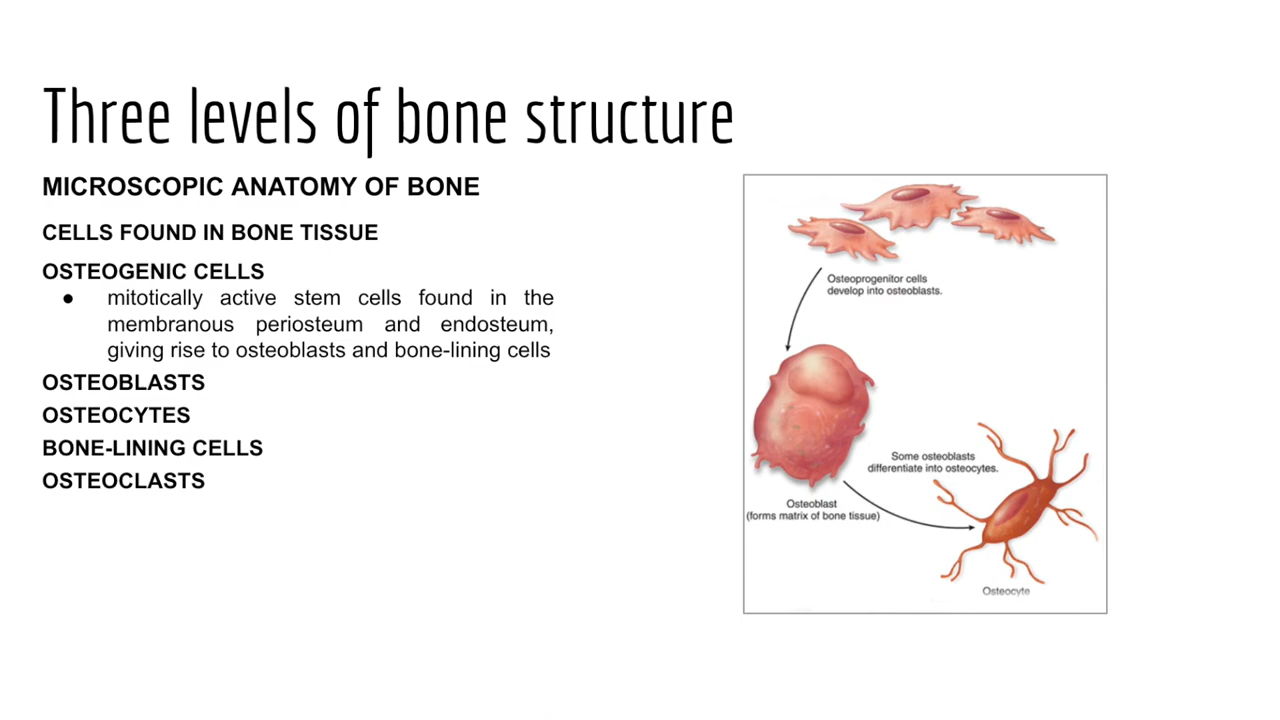 Three levels of bone structure
MICROSCOPIC ANATOMY OF BONE
CELLS FOUND IN BONE TISSUE
OSTEOGENIC CELLS
● mitotically active stem cells found in the
membranous periosteum and endosteum,
giving rise to osteoblasts and bone-lining cells
OSTEOBLASTS
OSTEOCYTES
BONE-LINING CELLS
OSTEOCLASTS
Osteoprogenitor cells
develop into osteoblasts.
Some osteoblasts
differentiate into osteocytes.
Osteoblast
(forms matrix of bone tissue)
Osteocyte